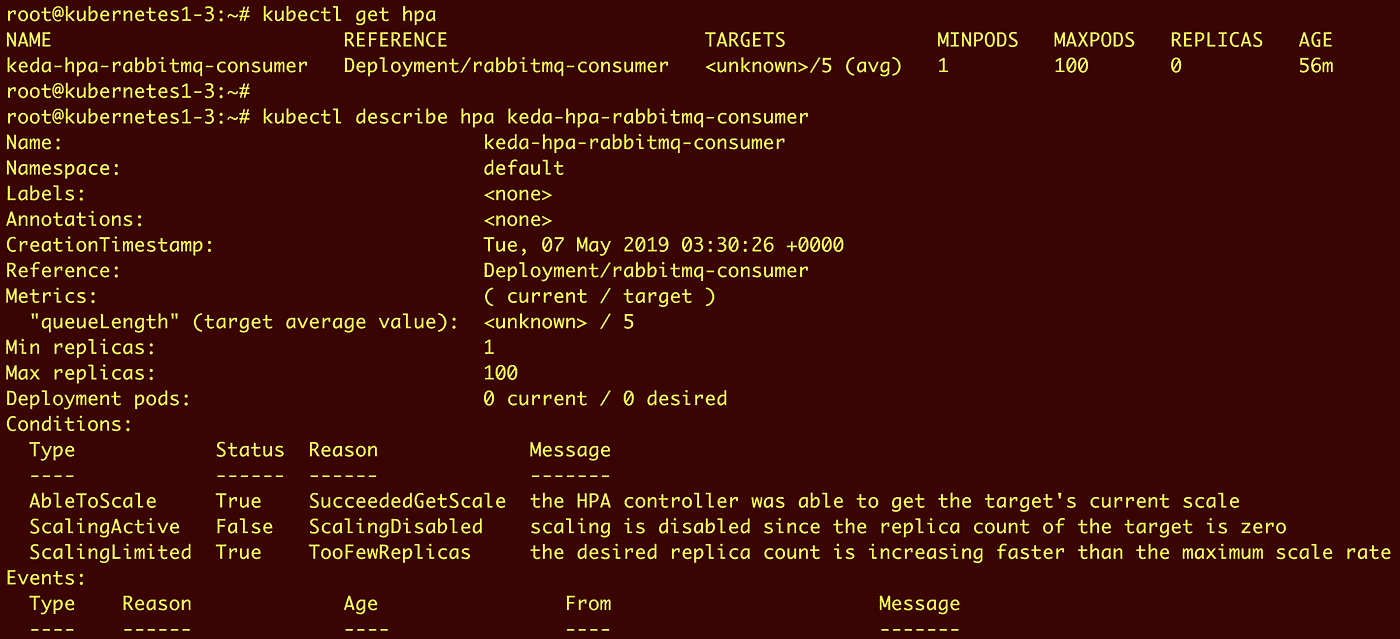 root@kubernetes1-3:~# kubectl get hpa
NAME                         REFERENCE                        TARGETS             MINPODS   MAXPODS   REPLICAS   AGE
keda-hpa-rabbitmq-consumer   Deployment/rabbitmq-consumer   <unknown>/5 (avg)   1         100       0          56m
root@kubernetes1-3:~#
root@kubernetes1-3:~# kubectl describe hpa keda-hpa-rabbitmq-consumer
Name:                                    keda-hpa-rabbitmq-consumer
Namespace:                               default
Labels:                                  <none>
Annotations:                             <none>
CreationTimestamp:                       Tue, 07 May 2019 03:30:26 +0000
Reference:                               Deployment/rabbitmq-consumer
Metrics:                                 ( current / target )
  "queueLength" (target average value):  <unknown> / 5
Min replicas:                            1
Max replicas:                            100
Deployment pods:                         0 current / 0 desired
Conditions:
  Type            Status  Reason             Message
  ----            ------  ------             -------
  AbleToScale     True    SucceededGetScale  the HPA controller was able to get the target's current scale
  ScalingActive   False   ScalingDisabled    scaling is disabled since the replica count of the target is zero
  ScalingLimited  True    TooFewReplicas     the desired replica count is increasing faster than the maximum scale rate
Events:
  Type    Reason             Age                From                       Message
  ----    ------             ----               ----                       -------